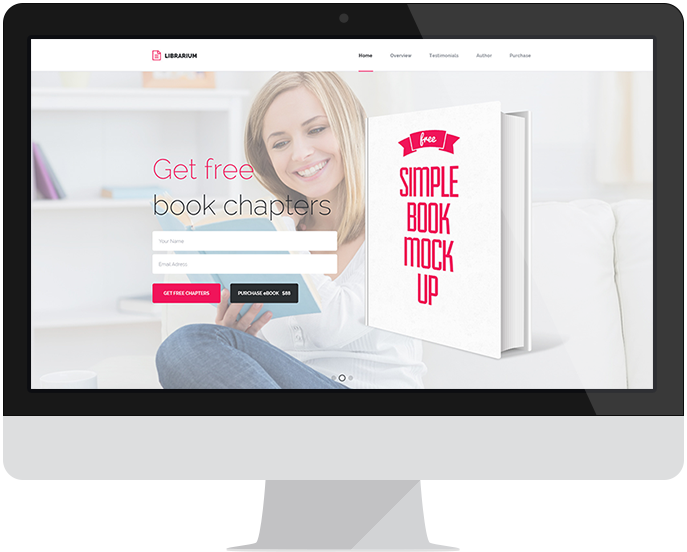 LIBRARIUM
Home Overview Testimonials Author Purchase
Get free
book chapters
Your Name
Email Adress
GET FREE CHAPTERS
PURCHASE eBOOK $88
free
SIMPLE
BOOK
MOCK
UP